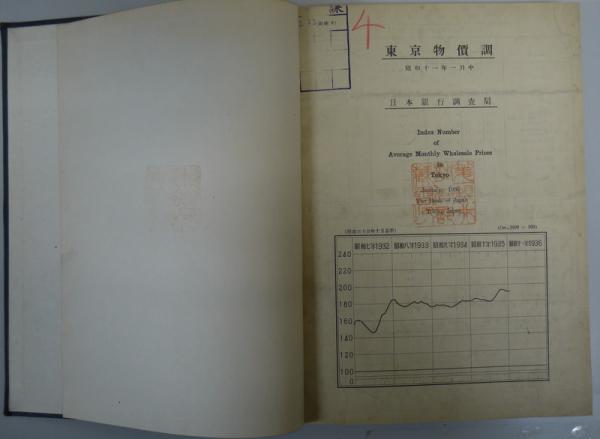 4
東京物價調
昭和十一年一月中
日本銀行調査局
Index Number
of
Average Monthly Wholesale Prices
in
Tokyo
January, 1936
The Bank of Japan
Tokyo, Japan
昭和七年1932 昭和八年1933 昭和九年1934 昭和十年1935 昭和十一年1936
240
220
200
180
160
140
120
100
0